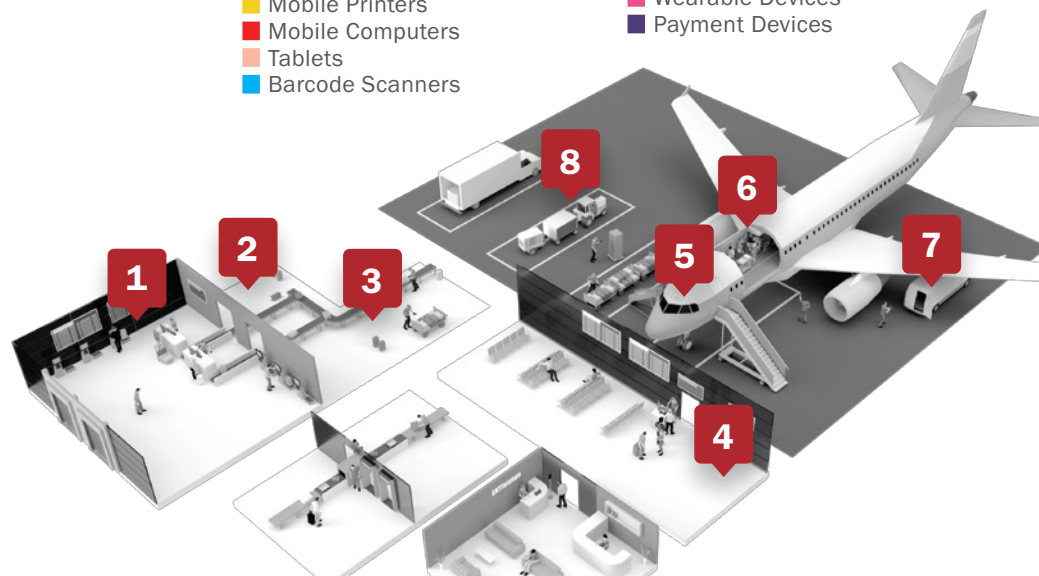 Mobile Printers
Mobile Computers
Tablets
Barcode Scanners
Wearable Devices
Payment Devices
8
6
7
5
2
1
3
4